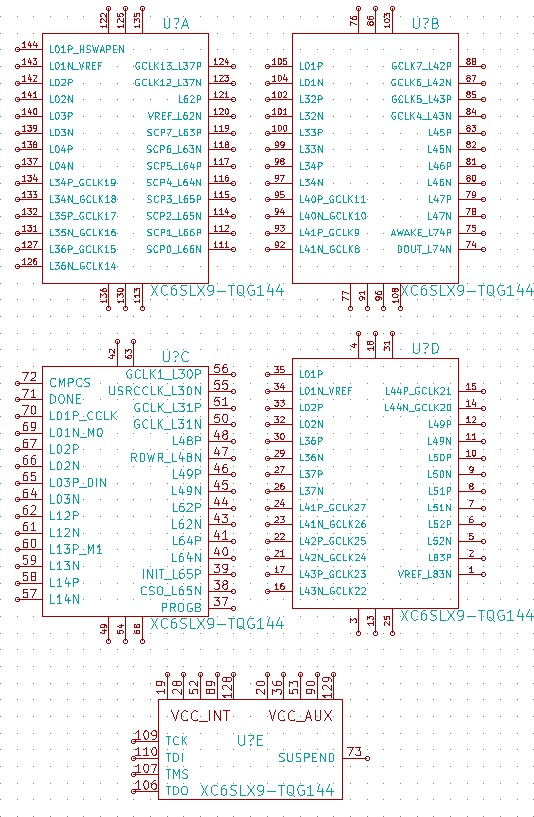 122 125 135
U?A
144 L01P_HSWAPEN
143 L01N_VREF GCLK13_L37P 124
142 L02P GCLK12_L37N 123
141 L02N L62P 121
140 L03P VREF_L62N 120
139 L03N SCP7_L63P 119
138 L04P SCP6_L63N 118
137 L04N SCP5_L64P 117
134 L34P_GCLK19 SCP4_L64N 116
133 L34N_GCLK18 SCP3_L65P 115
132 L35P_GCLK17 SCP2_L65N 114
131 L35N_GCLK16 SCP1_L66P 112
127 L36P_GCLK15 SCP0_L66N 111
126 L36N_GCLK14
136 130 113
XC6SLX9-TQG144
76 86 103
U?B
105 L01P GCLK7_L42P 88
104 L01N GCLK6_L42N 87
102 L32P GCLK5_L43P 85
101 L32N GCLK4_L43N 84
100 L33P L45P 83
99 L33N L45N 82
98 L34P L46P 81
97 L34N L46N 80
95 L40P_GCLK11 L47P 79
94 L40N_GCLK10 L47N 78
93 L41P_GCLK9 AWAKE_L74P 75
92 L41N_GCLK8 DOUT_L74N 74
77 91 96 108
XC6SLX9-TQG144
42 63
U?C
72 CMPCS GCLK1_L30P 56
71 DONE USRCCLK_L30N 55
70 L01P_CCLK GCLK_L31P 51
69 L01N_M0 GCLK_L31N 50
67 L02P L48P 48
66 L02N RDWR_L48N 47
65 L03P_DIN L49P 46
64 L03N L49N 45
62 L12P L62P 44
61 L12N L62N 43
60 L13P_M1 L64P 41
59 L13N L64N 40
58 L14P INIT_L65P 39
57 L14N CSO_L65N 38
PROGB 37
49 54 68
XC6SLX9-TQG144
4 18 31
U?D
35 L01P
34 L01N_VREF L44P_GCLK21 15
33 L02P L44N_GCLK20 14
32 L02N L49P 12
30 L36P L49N 11
29 L36N L50P 10
27 L37P L50N 9
26 L37N L51P 8
24 L41P_GCLK27 L51N 7
23 L41N_GCLK26 L52P 6
22 L42P_GCLK25 L52N 5
21 L42N_GCLK24 L83P 2
17 L43P_GCLK23 VREF_L83N 1
16 L43N_GCLK22
3 13 25
XC6SLX9-TQG144
19 28 52 89 128 20 36 53 90 129
VCC_INT VCC_AUX
109 TCK U?E
110 TDI SUSPEND 73
107 TMS
106 TDO XC6SLX9-TQG144